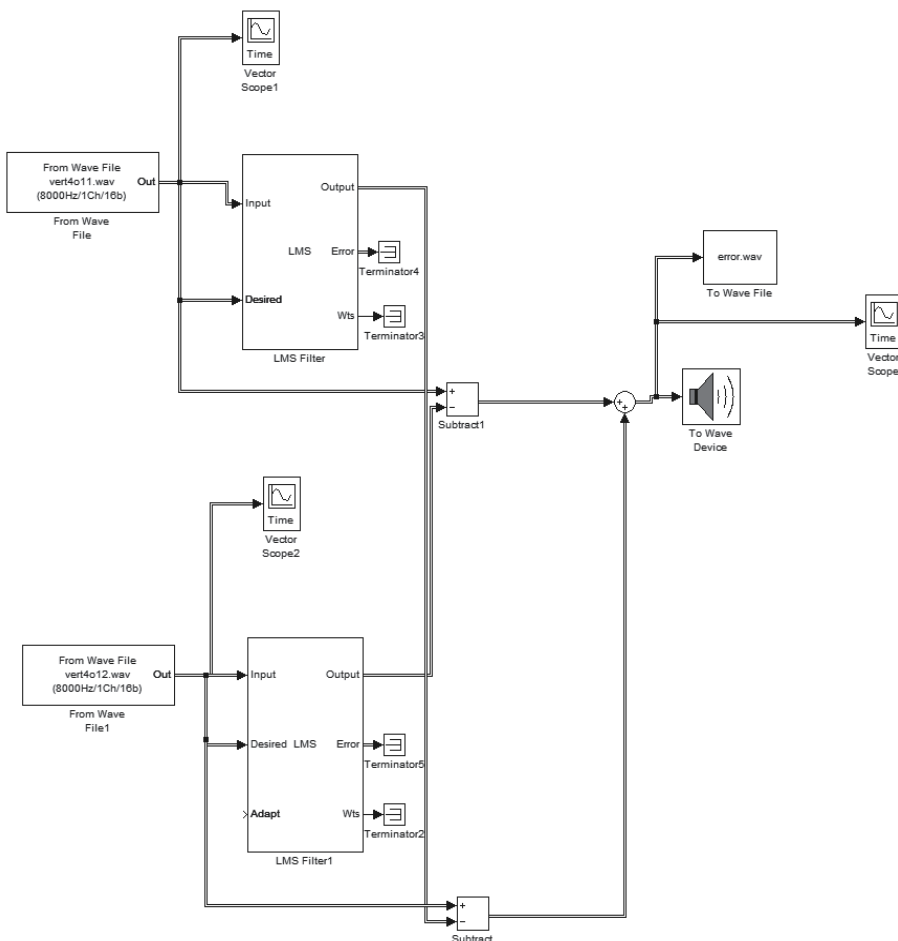 Time
Vector
Scope1
From Wave File
vert4o11.wav
(8000Hz/1Ch/16b)
Out
From Wave
File
Input
Output
LMS
Error
Terminator4
Desired
Wts
Terminator3
LMS Filter
error.wav
To Wave File
Time
Vector
Scope
+
−
Subtract1
+
+
To Wave
Device
Time
Vector
Scope2
From Wave File
vert4o12.wav
(8000Hz/1Ch/16b)
Out
From Wave
File1
Input
Output
Desired
LMS
Error
Terminator5
Adapt
Wts
Terminator2
LMS Filter1
+
−
Subtract